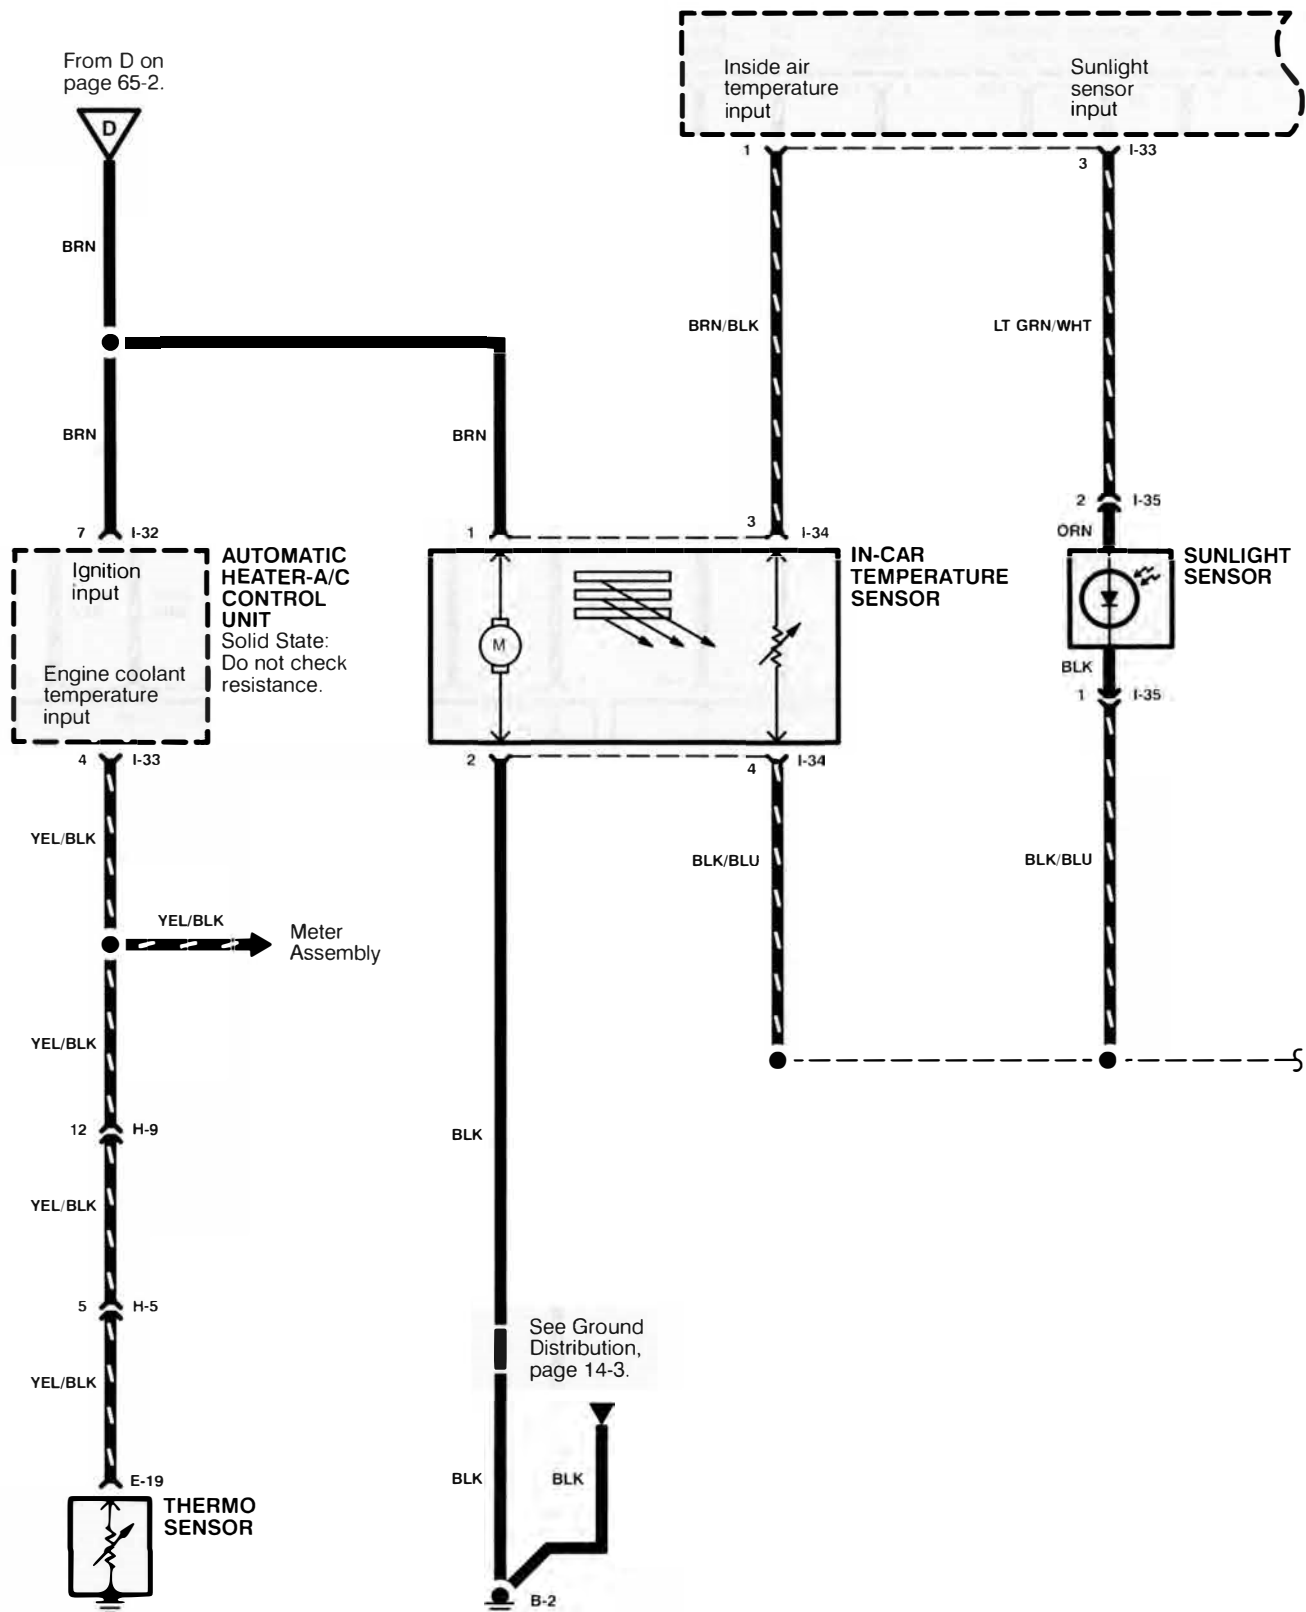 From D on
page 65-2.
D
Inside air
temperature
input
Sunlight
sensor
input
1
3
I-33
BRN
BRN/BLK
LT GRN/WHT
BRN
BRN
2
I-35
ORN
7
I-32
1
3
I-34
AUTOMATIC
HEATER-A/C
CONTROL
UNIT
Solid State:
Do not check
resistance.
Ignition
input
Engine coolant
temperature
input
M
IN-CAR
TEMPERATURE
SENSOR
SUNLIGHT
SENSOR
BLK
1
I-35
4
I-33
2
4
I-34
YEL/BLK
BLK/BLU
BLK/BLU
YEL/BLK
Meter
Assembly
YEL/BLK
12
H-9
BLK
YEL/BLK
5
H-5
See Ground
Distribution,
page 14-3.
YEL/BLK
E-19
BLK
BLK
THERMO
SENSOR
B-2